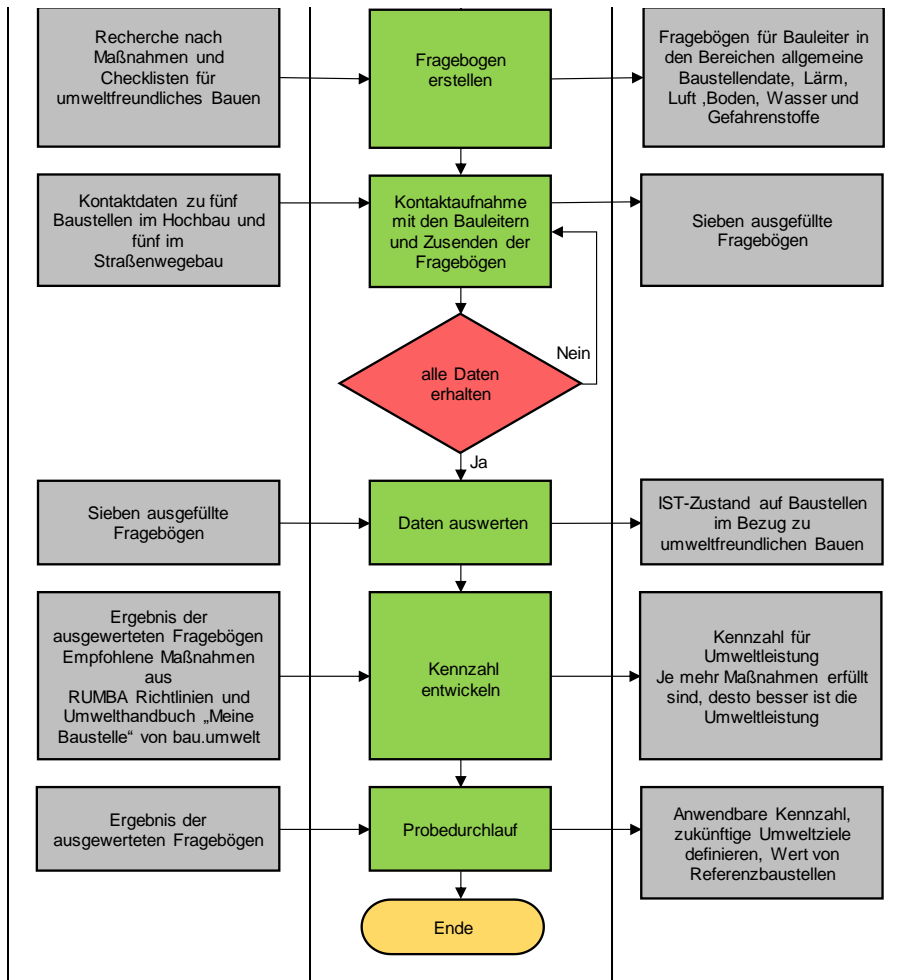 Recherche nach
Maßnahmen und
Checklisten für
umweltfreundliches Bauen
Fragebogen
erstellen
Fragebögen für Bauleiter in
den Bereichen allgemeine
Baustellendate, Lärm,
Luft ,Boden, Wasser und
Gefahrenstoffe
Kontaktdaten zu fünf
Baustellen im Hochbau und
fünf im
Straßenwegebau
Kontaktaufnahme
mit den Bauleitern
und Zusenden der
Fragebögen
Sieben ausgefüllte
Fragebögen
Nein
alle Daten
erhalten
Ja
Sieben ausgefüllte
Fragebögen
Daten auswerten
IST-Zustand auf Baustellen
im Bezug zu
umweltfreundlichen Bauen
Ergebnis der
ausgewerteten Fragebögen
Empfohlene Maßnahmen
aus
RUMBA Richtlinien und
Umwelthandbuch „Meine
Baustelle“ von bau.umwelt
Kennzahl
entwickeln
Kennzahl für
Umweltleistung
Je mehr Maßnahmen erfüllt
sind, desto besser ist die
Umweltleistung
Ergebnis der
ausgewerteten Fragebögen
Probedurchlauf
Anwendbare Kennzahl,
zukünftige Umweltziele
definieren, Wert von
Referenzbaustellen
Ende